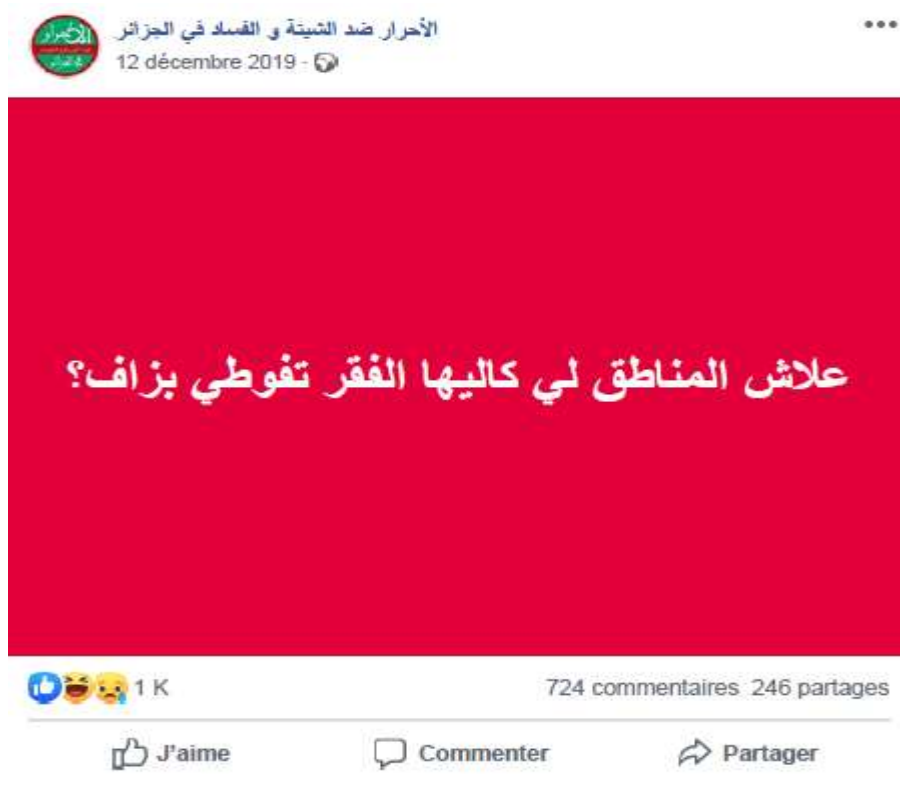 الأحرار ضد الشيتة و الفساد في الجزائر
12 décembre 2019 ·
علاش المناطق لي كاليها الفقر تفوطي بزاف؟
1 K
724 commentaires 246 partages
J'aime
Commenter
Partager